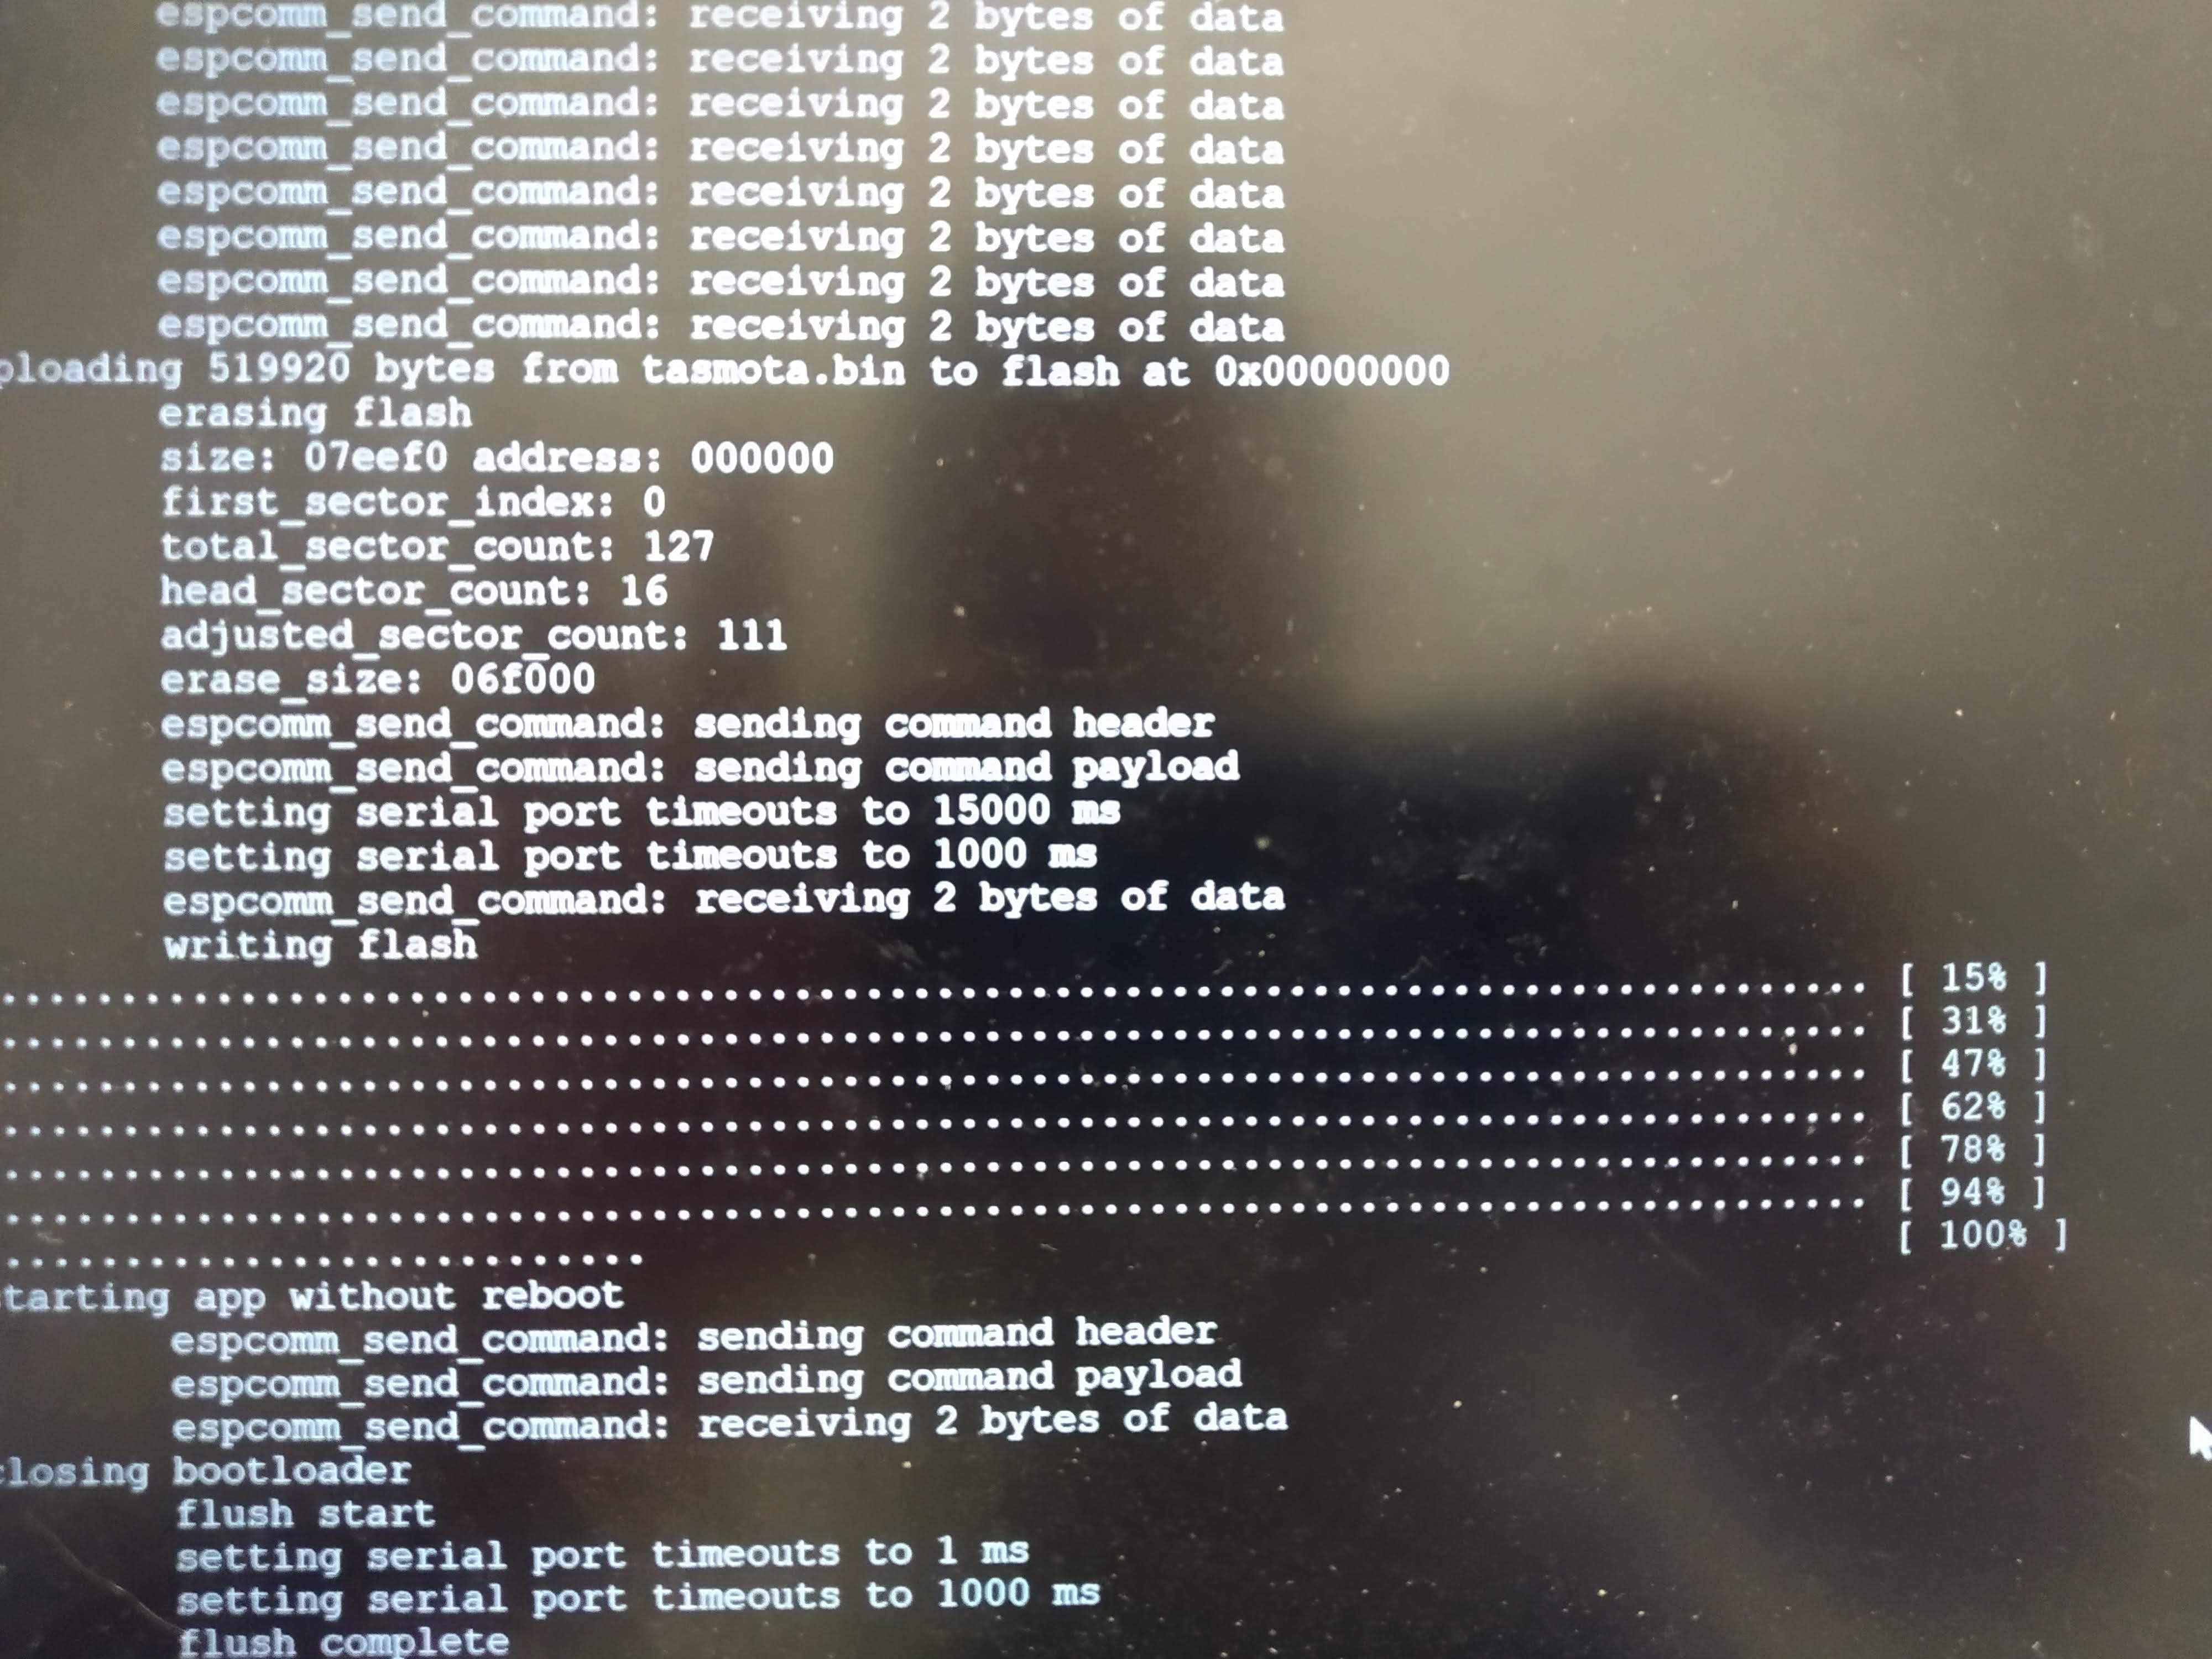 espcomm_send_command: receiving 2 bytes of data
espcomm_send_command: receiving 2 bytes of data
espcomm_send_command: receiving 2 bytes of data
espcomm_send_command: receiving 2 bytes of data
espcomm_send_command: receiving 2 bytes of data
espcomm_send_command: receiving 2 bytes of data
espcomm_send_command: receiving 2 bytes of data
espcomm_send_command: receiving 2 bytes of data
ploading 519920 bytes from tasmota.bin to flash at 0x00000000
erasing flash
size: 07eef0 address: 000000
first_sector_index: 0
total_sector_count: 127
head_sector_count: 16
adjusted_sector_count: 111
erase_size: 06f000
espcomm_send_command: sending command header
espcomm_send_command: sending command payload
setting serial port timeouts to 15000 ms
setting serial port timeouts to 1000 ms
espcomm_send_command: receiving 2 bytes of data
writing flash
............................................................................... [ 15% ]
............................................................................... [ 31% ]
............................................................................... [ 47% ]
............................................................................... [ 62% ]
............................................................................... [ 78% ]
............................................................................... [ 94% ]
........................... [ 100% ]
tarting app without reboot
espcomm_send_command: sending command header
espcomm_send_command: sending command payload
espcomm_send_command: receiving 2 bytes of data
closing bootloader
flush start
setting serial port timeouts to 1 ms
setting serial port timeouts to 1000 ms
flush complete